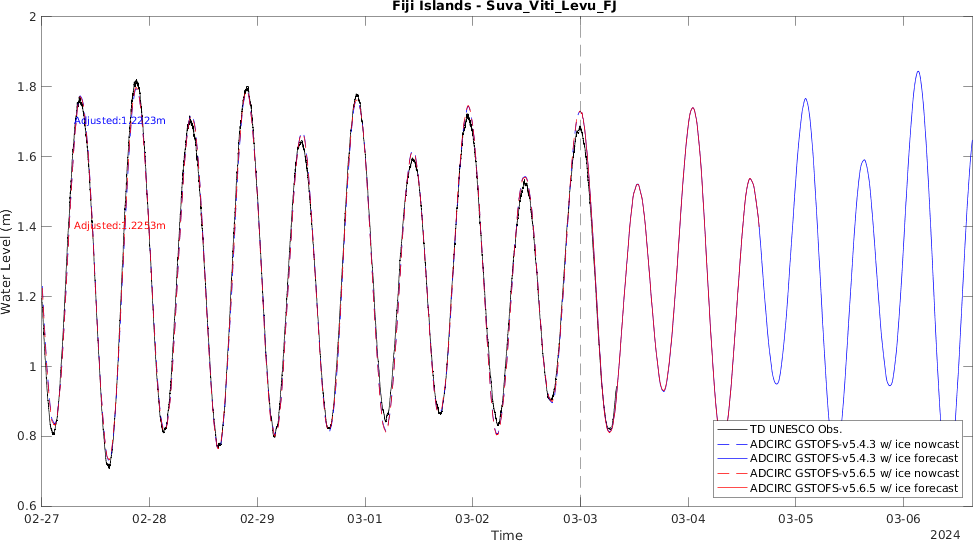 Fiji Islands - Suva_Viti_Levu_FJ
2
1.8
Adjusted:1.2223m
1.6
1.4
Adjusted:1.2253m
Water Level (m)
1.2
1
0.8
0.6
TD UNESCO Obs.
ADCIRC GSTOFS-v5.4.3 w/ ice nowcast
ADCIRC GSTOFS-v5.4.3 w/ ice forecast
ADCIRC GSTOFS-v5.6.5 w/ ice nowcast
ADCIRC GSTOFS-v5.6.5 w/ ice forecast
02-27 02-28 02-29 03-01 03-02 03-03 03-04 03-05 03-06
Time
2024